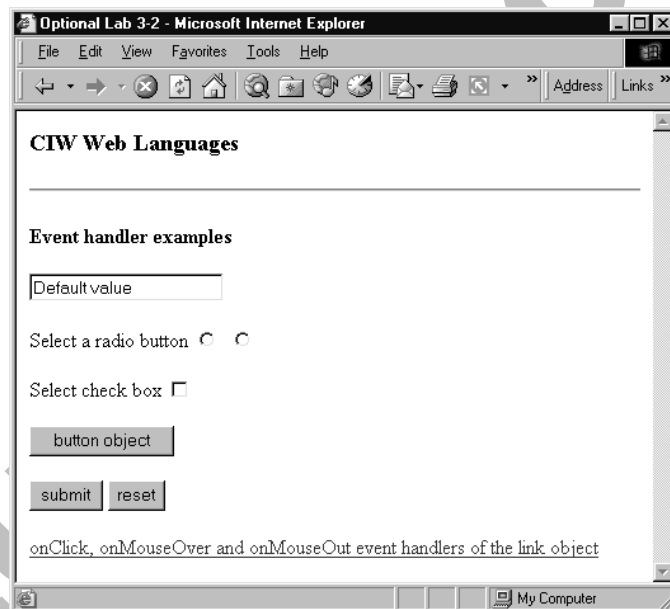 Optional Lab 3-2 - Microsoft Internet Explorer
File Edit View Favorites Tools Help
Address Links
CIW Web Languages
Event handler examples
Default value
Select a radio button
Select check box
button object
submit reset
onClick, onMouseOver and onMouseOut event handlers of the link object
My Computer